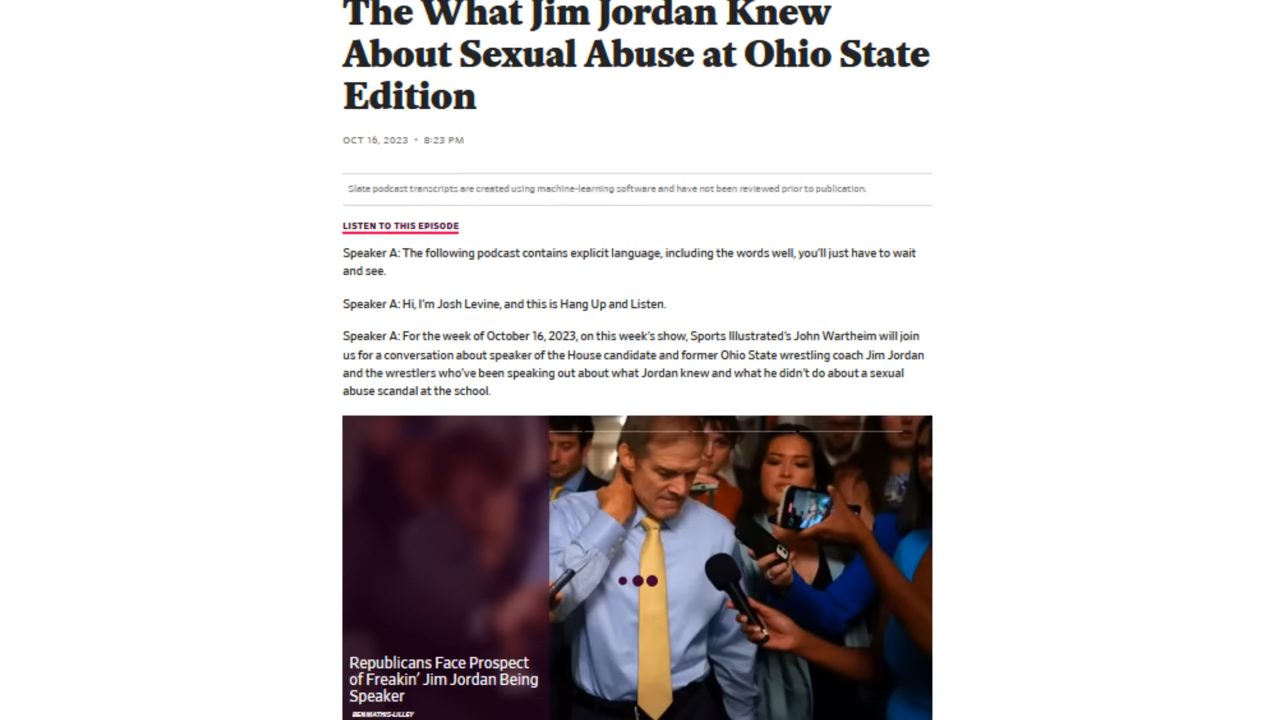 The What Jim Jordan Knew
About Sexual Abuse at Ohio State
Edition
OCT 16, 2023 • 8:23 PM
Slate podcast transcripts are created using machine-learning software and have not been reviewed prior to publication.
LISTEN TO THIS EPISODE
Speaker A: The following podcast contains explicit language, including the words well, you'll just have to wait
and see.
Speaker A: Hi, I'm Josh Levine, and this is Hang Up and Listen.
Speaker A: For the week of October 16, 2023, on this week's show, Sports Illustrated's John Wartheim will join
us for a conversation about speaker of the House candidate and former Ohio State wrestling coach Jim Jordan
and the wrestlers who've been speaking out about what Jordan knew and what he didn't do about a sexual
abuse scandal at the school.
Republicans Face Prospect
of Freakin' Jim Jordan Being
Speaker
BEN MATHIS-LILLEY